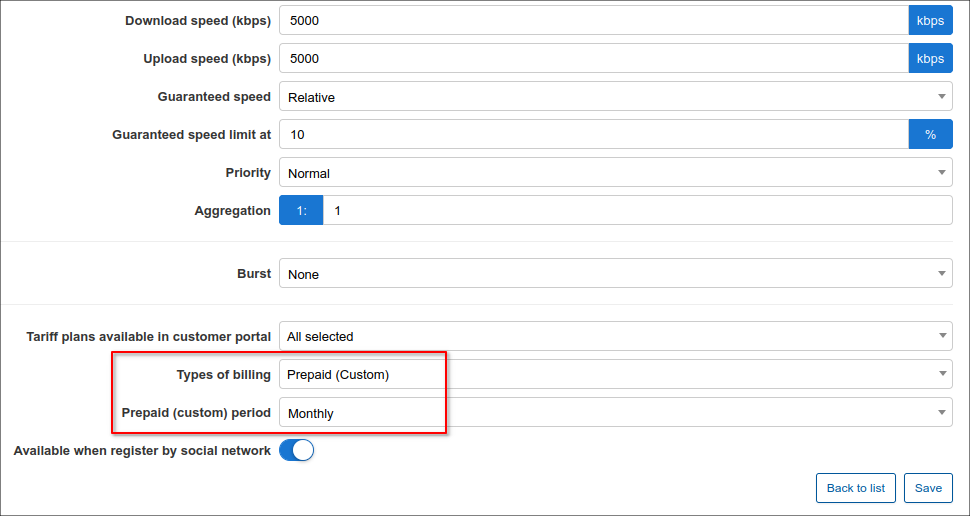 Download speed (kbps) 5000 kbps
Upload speed (kbps) 5000 kbps
Guaranteed speed Relative
Guaranteed speed limit at 10 %
Priority Normal
Aggregation 1: 1
Burst None
Tariff plans available in customer portal All selected
Types of billing Prepaid (Custom)
Prepaid (custom) period Monthly
Available when register by social network
Back to list Save